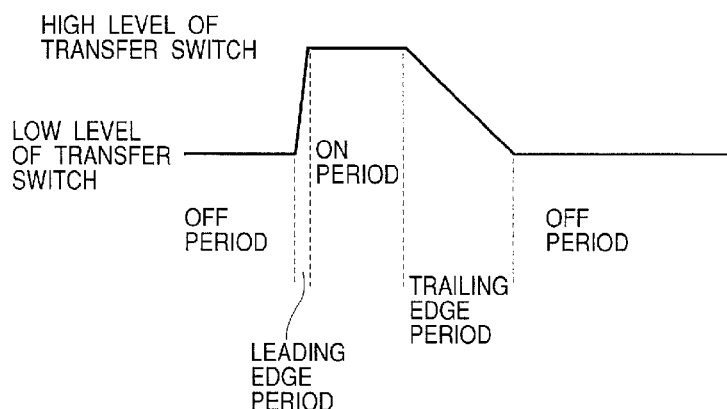 HIGH LEVEL OF
TRANSFER SWITCH
LOW LEVEL
OF TRANSFER
SWITCH
ON
PERIOD
OFF
PERIOD
OFF
PERIOD
TRAILING
EDGE
PERIOD
LEADING
EDGE
PERIOD